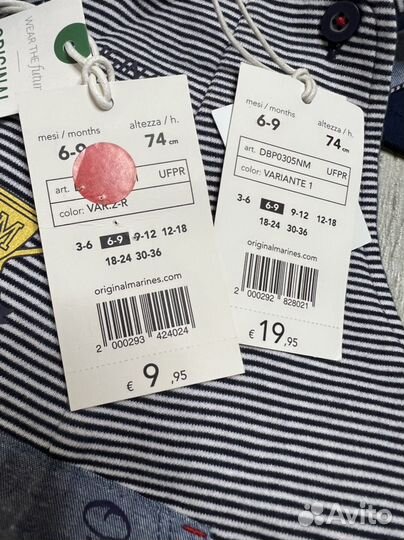 ORIGINAL
WEAR THE future
mesi / months
altezza / h.
6-9
74 cm
art.
UFPR
color: VAR.2-R
3-6 6-9 9-12 12-18
18-24 30-36
originalmarines.com
2 000293 424024
€ 9 ,95
mesi / months
altezza / h.
6-9
74 cm
art. DBP0305NM
UFPR
color: VARIANTE 1
3-6 6-9 9-12 12-18
18-24 30-36
originalmarines.com
2 000292 828021
€ 19 ,95
M
Avito